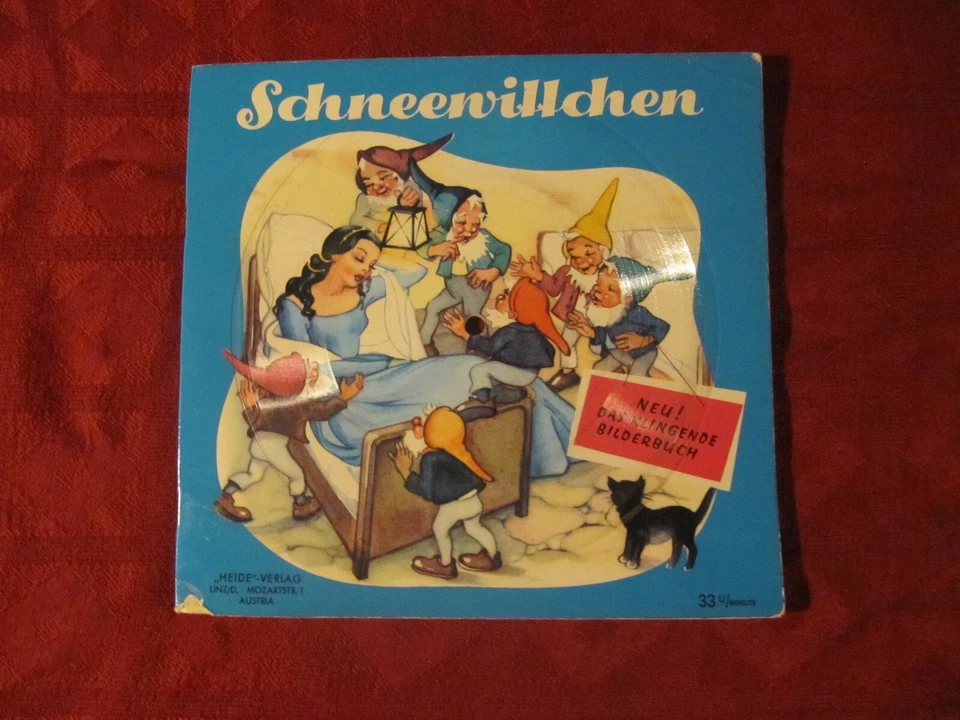 Schneewittchen
NEU!
DAS KLINGENDE
BILDERBUCH
„HEIDE"-VERLAG
LINZ/D. · MOZARTSTR. 1
AUSTRIA
33 U/MINUTE